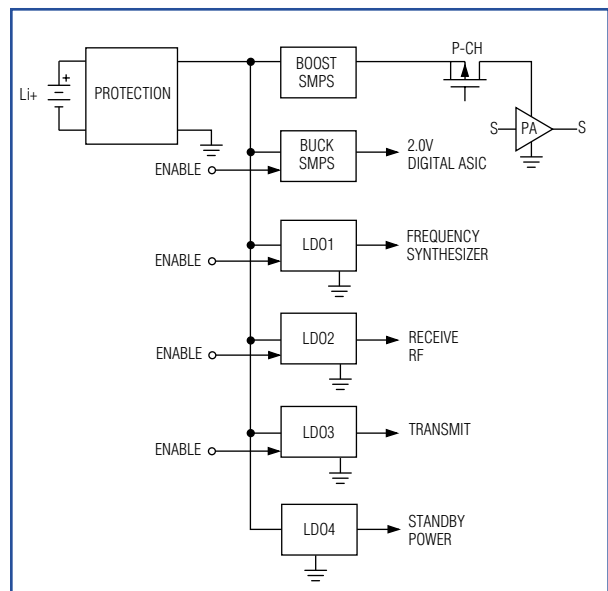 P-CH
BOOST
SMPS
Li+
+
PROTECTION
S
PA
S
BUCK
SMPS
2.0V
DIGITAL ASIC
ENABLE
LDO1
FREQUENCY
SYNTHESIZER
ENABLE
LDO2
RECEIVE
RF
ENABLE
LDO3
TRANSMIT
ENABLE
LDO4
STANDBY
POWER